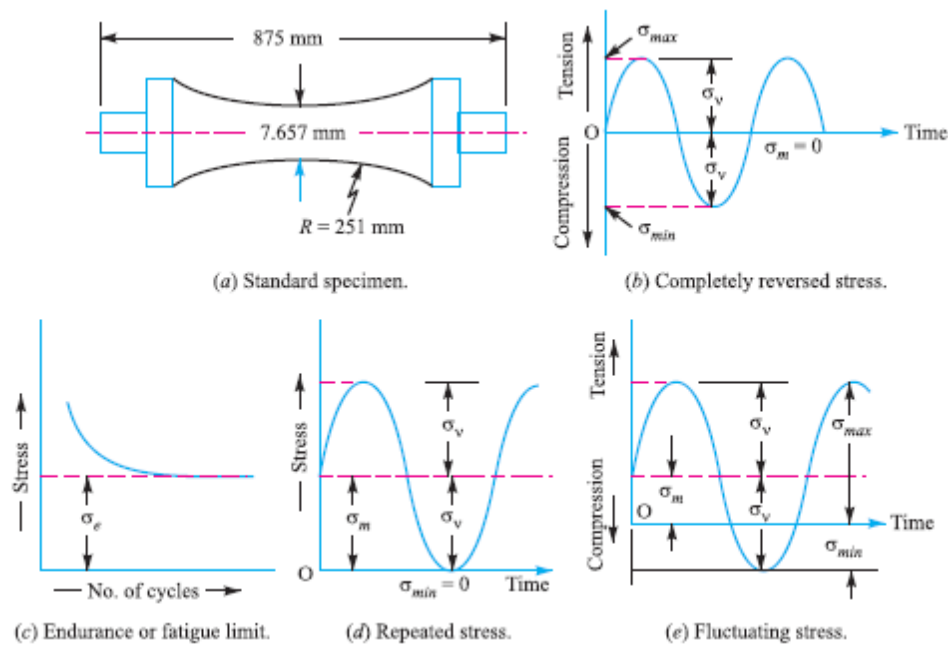 875 mm
7.657 mm
R = 251 mm
(a) Standard specimen.
Tension
Compression
O
σmax
σv
σv
σm = 0
σmin
Time
(b) Completely reversed stress.
Stress
σe
No. of cycles
(c) Endurance or fatigue limit.
Stress
σv
σm
σv
O
σmin = 0
Time
(d) Repeated stress.
Tension
Compression
σv
σmax
σm
σv
O
Time
σmin
(e) Fluctuating stress.